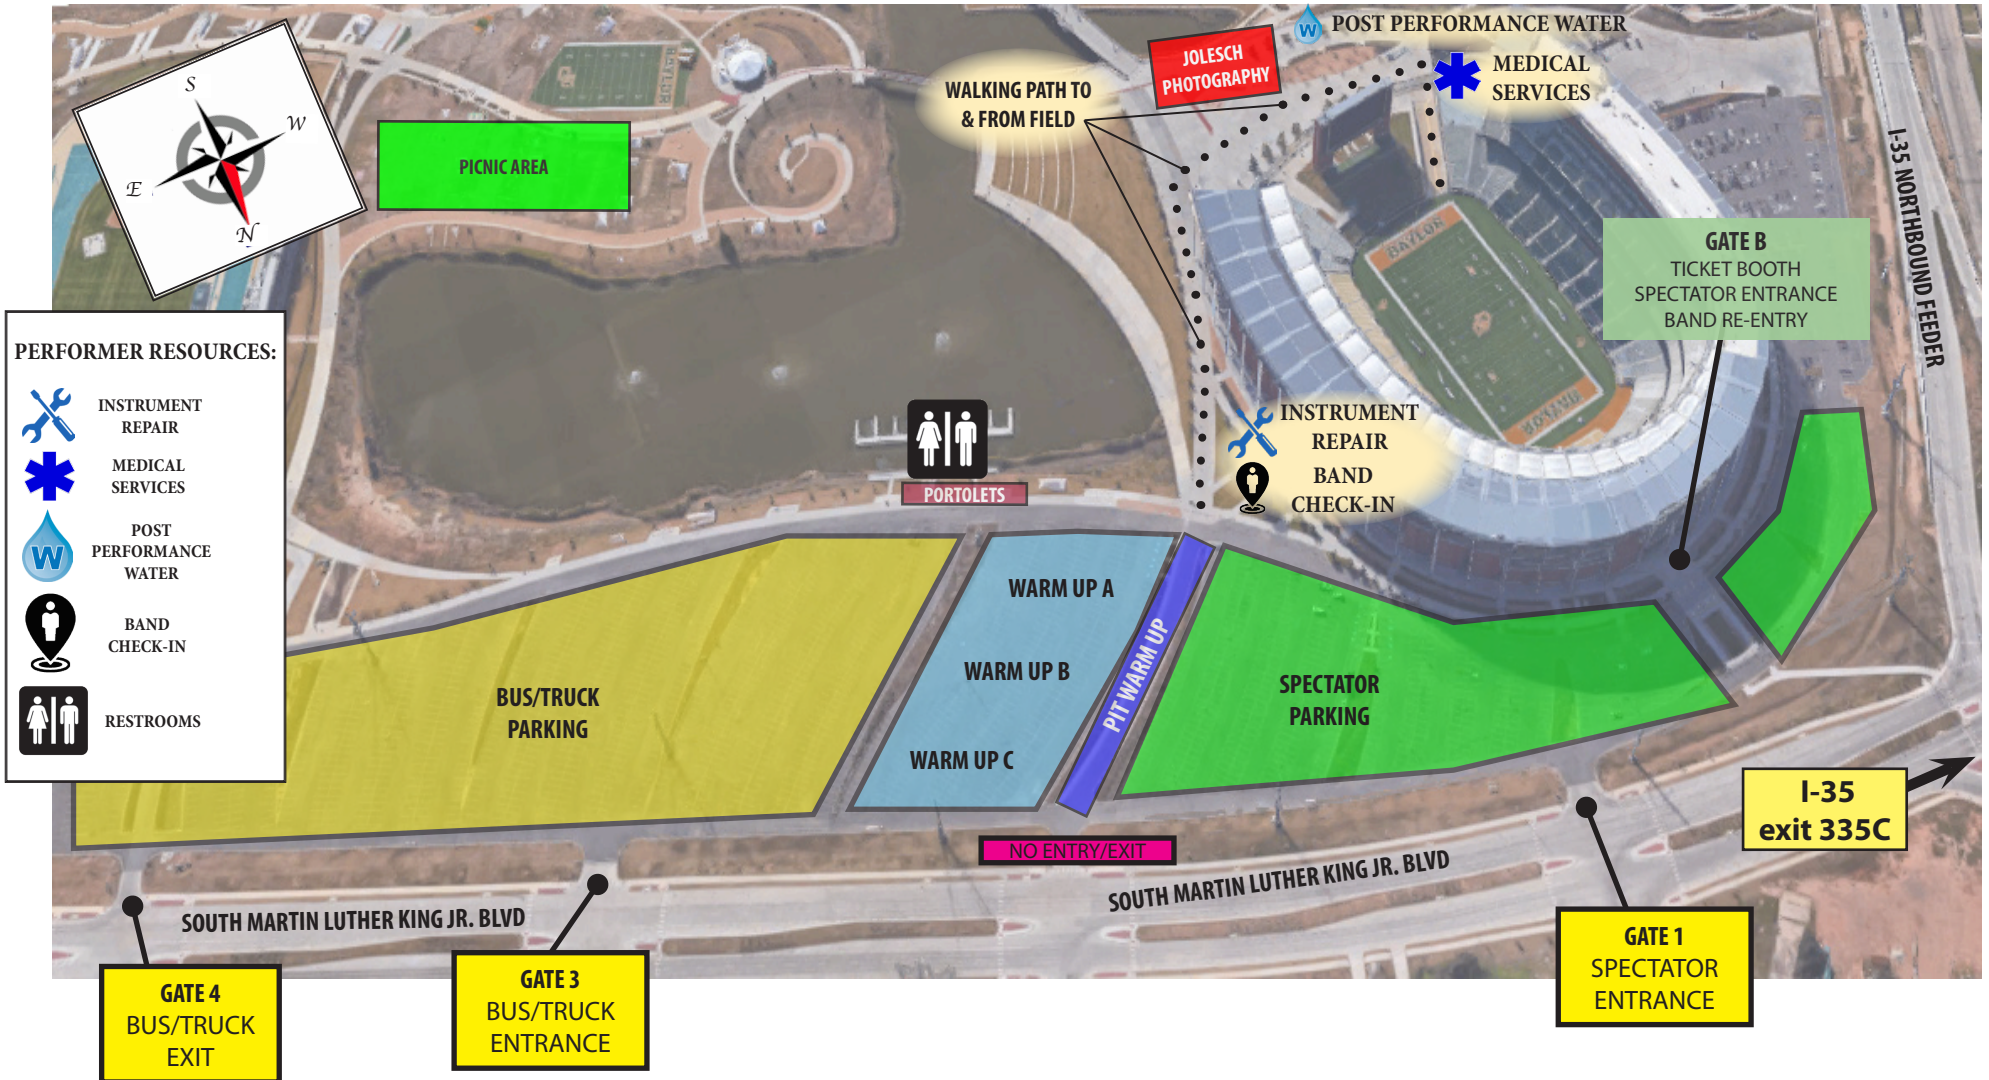 S
W
E
N
PICNIC AREA
WALKING PATH TO
& FROM FIELD
JOLESCH
PHOTOGRAPHY
W
POST PERFORMANCE WATER
MEDICAL
SERVICES
I-35 NORTHBOUND FEEDER
GATE B
TICKET BOOTH
SPECTATOR ENTRANCE
BAND RE-ENTRY
BAYLOR
BAYLOR
PERFORMER RESOURCES:
INSTRUMENT
REPAIR
MEDICAL
SERVICES
W
POST
PERFORMANCE
WATER
BAND
CHECK-IN
RESTROOMS
PORTOLETS
INSTRUMENT
REPAIR
BAND
CHECK-IN
BUS/TRUCK
PARKING
WARM UP A
WARM UP B
WARM UP C
PIT WARM UP
SPECTATOR
PARKING
I-35
exit 335C
NO ENTRY/EXIT
SOUTH MARTIN LUTHER KING JR. BLVD
SOUTH MARTIN LUTHER KING JR. BLVD
GATE 4
BUS/TRUCK
EXIT
GATE 3
BUS/TRUCK
ENTRANCE
GATE 1
SPECTATOR
ENTRANCE